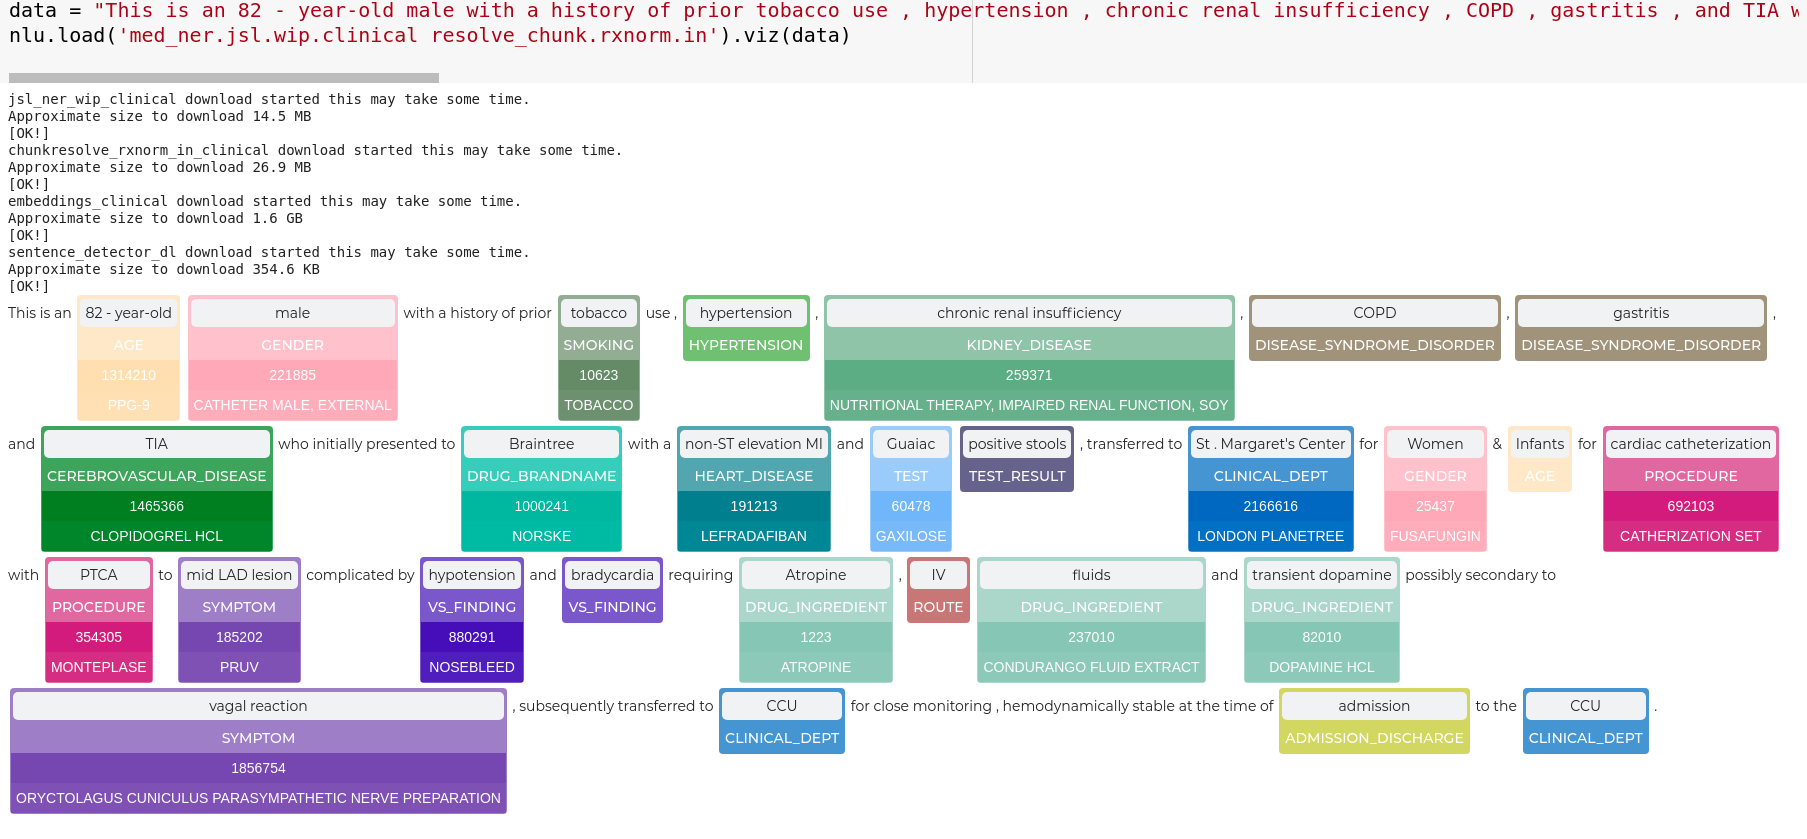 data = "This is an 82 - year-old male with a history of prior tobacco use , hypertension , chronic renal insufficiency , COPD , gastritis , and TIA w
nlu.load('med_ner.jsl.wip.clinical resolve_chunk.rxnorm.in').viz(data)
jsl_ner_wip_clinical download started this may take some time.
Approximate size to download 14.5 MB
[OK!]
chunkresolve_rxnorm_in_clinical download started this may take some time.
Approximate size to download 26.9 MB
[OK!]
embeddings_clinical download started this may take some time.
Approximate size to download 1.6 GB
[OK!]
sentence_detector_dl download started this may take some time.
Approximate size to download 354.6 KB
[OK!]
This is an 82 - year-old male with a history of prior tobacco use , hypertension , chronic renal insufficiency , COPD , gastritis ,
AGE GENDER SMOKING HYPERTENSION KIDNEY_DISEASE DISEASE_SYNDROME_DISORDER DISEASE_SYNDROME_DISORDER
1314210 221885 10623 259371
PPG-9 CATHETER MALE, EXTERNAL TOBACCO NUTRITIONAL THERAPY, IMPAIRED RENAL FUNCTION, SOY
and TIA who initially presented to Braintree with a non-ST elevation MI and Guaiac positive stools , transferred to St . Margaret's Center for Women & Infants for cardiac catheterization
CEREBROVASCULAR_DISEASE DRUG_BRANDNAME HEART_DISEASE TEST TEST_RESULT CLINICAL_DEPT GENDER AGE PROCEDURE
1465366 1000241 191213 60478 2166616 25437 692103
CLOPIDOGREL HCL NORSKE LEFRADAFIBAN GAXILOSE LONDON PLANETREE FUSAFUNGIN CATHERIZATION SET
with PTCA to mid LAD lesion complicated by hypotension and bradycardia requiring Atropine , IV fluids and transient dopamine possibly secondary to
PROCEDURE SYMPTOM VS_FINDING VS_FINDING DRUG_INGREDIENT ROUTE DRUG_INGREDIENT DRUG_INGREDIENT
354305 185202 880291 1223 237010 82010
MONTEPLASE PRUV NOSEBLEED ATROPINE CONDURANGO FLUID EXTRACT DOPAMINE HCL
vagal reaction , subsequently transferred to CCU for close monitoring , hemodynamically stable at the time of admission to the CCU .
SYMPTOM CLINICAL_DEPT ADMISSION_DISCHARGE CLINICAL_DEPT
1856754
ORYCTOLAGUS CUNICULUS PARASYMPATHETIC NERVE PREPARATION